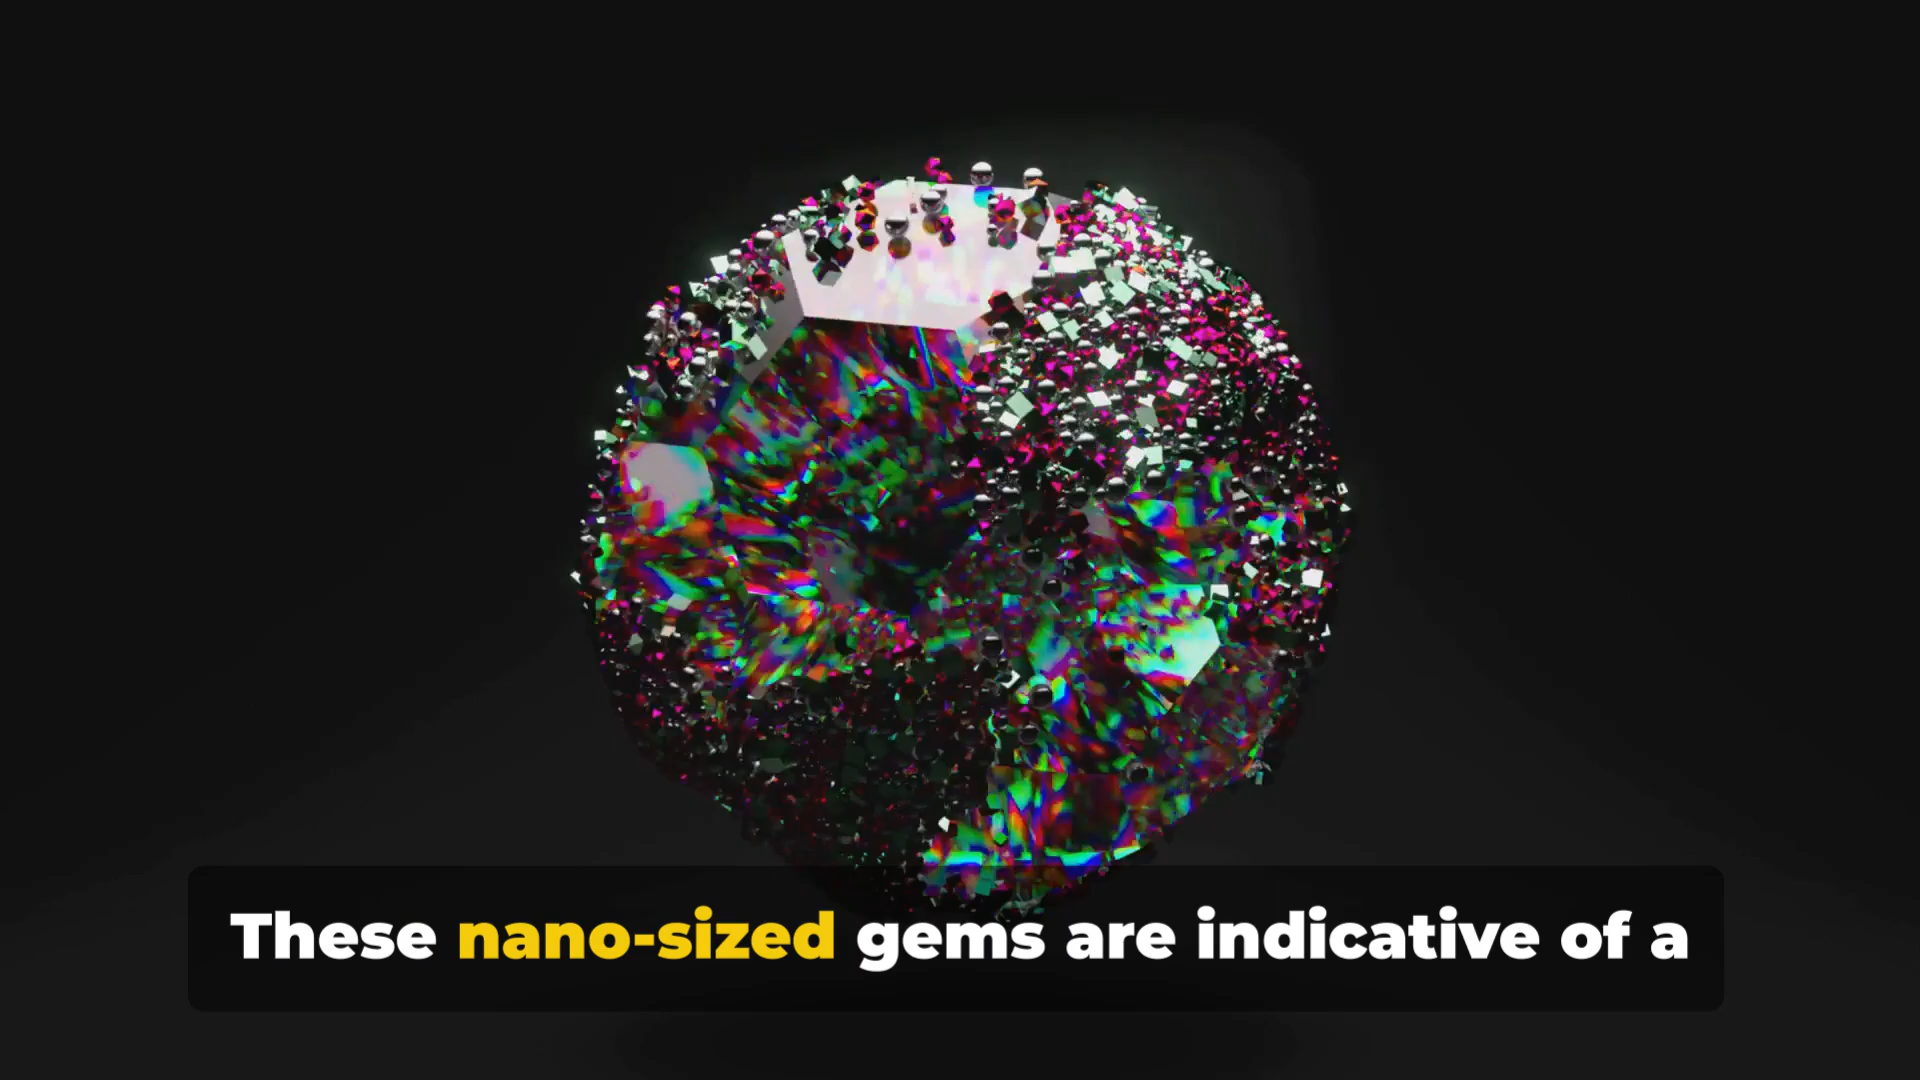 These nano-sized gems are indicative of a